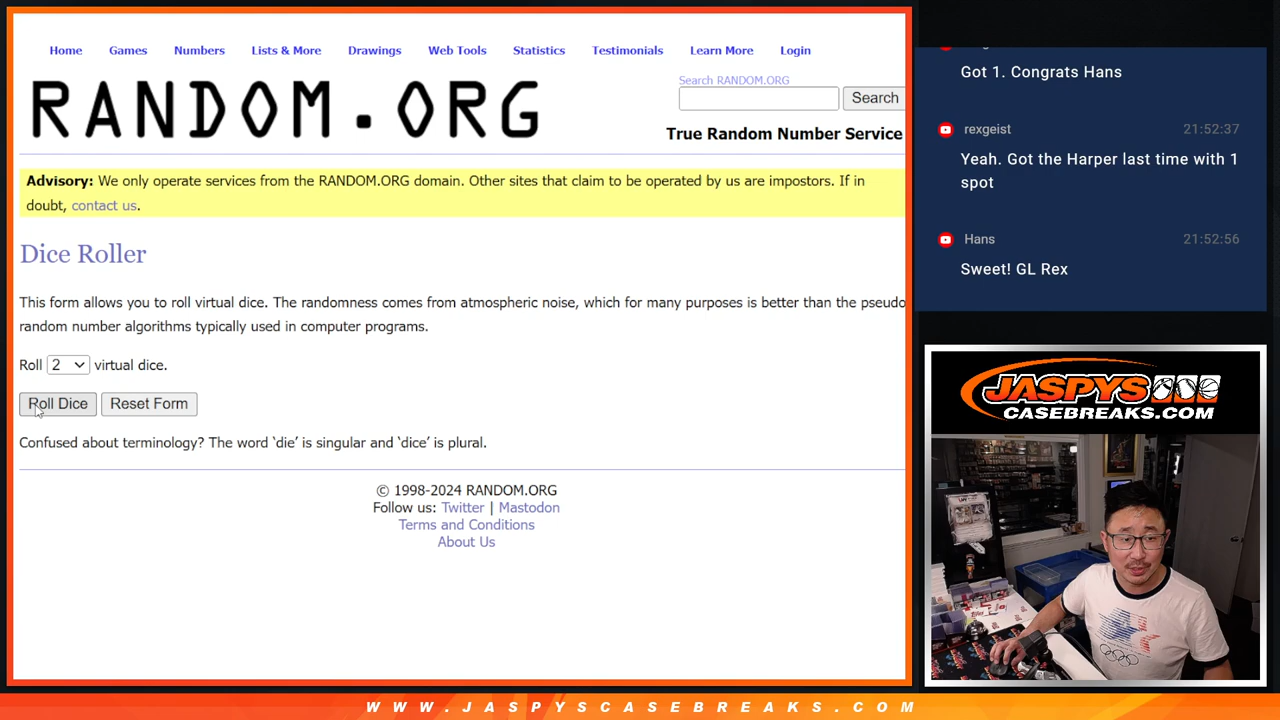 Home Games Numbers Lists & More Drawings Web Tools Statistics Testimonials Learn More Login
RANDOM.ORG
Search RANDOM.ORG
Search
True Random Number Service
Advisory: We only operate services from the RANDOM.ORG domain. Other sites that claim to be operated by us are impostors. If in
doubt, contact us.
Dice Roller
This form allows you to roll virtual dice. The randomness comes from atmospheric noise, which for many purposes is better than the pseudo
random number algorithms typically used in computer programs.
Roll 2 virtual dice.
Roll Dice Reset Form
Confused about terminology? The word ‘die’ is singular and ‘dice’ is plural.
© 1998-2024 RANDOM.ORG
Follow us: Twitter | Mastodon
Terms and Conditions
About Us
Got 1. Congrats Hans
rexgeist 21:52:37
Yeah. Got the Harper last time with 1
spot
Hans 21:52:56
Sweet! GL Rex
JASPYS
CASEBREAKS.COM
WWW.JASPYSCASEBREAKS.COM